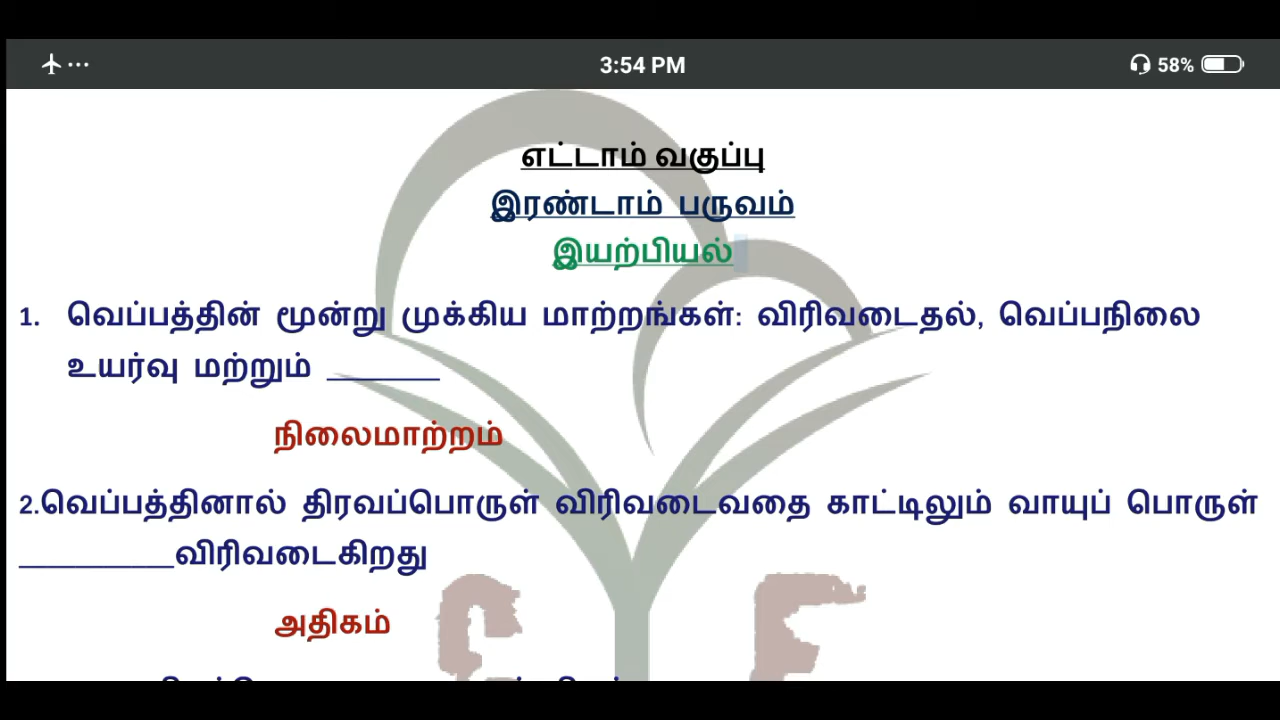 3:54 PM
58%
எட்டாம் வகுப்பு
இரண்டாம் பருவம்
இயற்பியல்
1. வெப்பத்தின் மூன்று முக்கிய மாற்றங்கள்: விரிவடைதல், வெப்பநிலை
உயர்வு மற்றும் _______
நிலைமாற்றம்
2.வெப்பத்தினால் திரவப்பொருள் விரிவடைவதை காட்டிலும் வாயுப் பொருள்
___________விரிவடைகிறது
அதிகம்